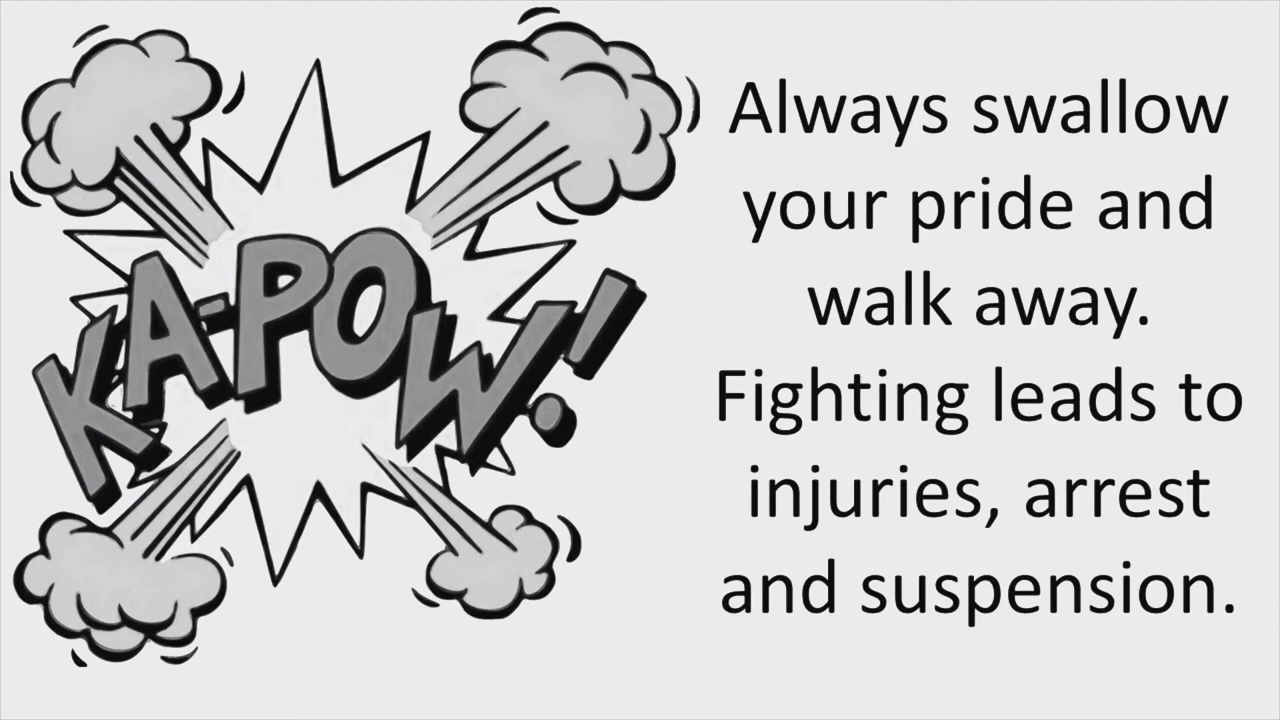 KA-POW!
Always swallow
your pride and
walk away.
Fighting leads to
injuries, arrest
and suspension.